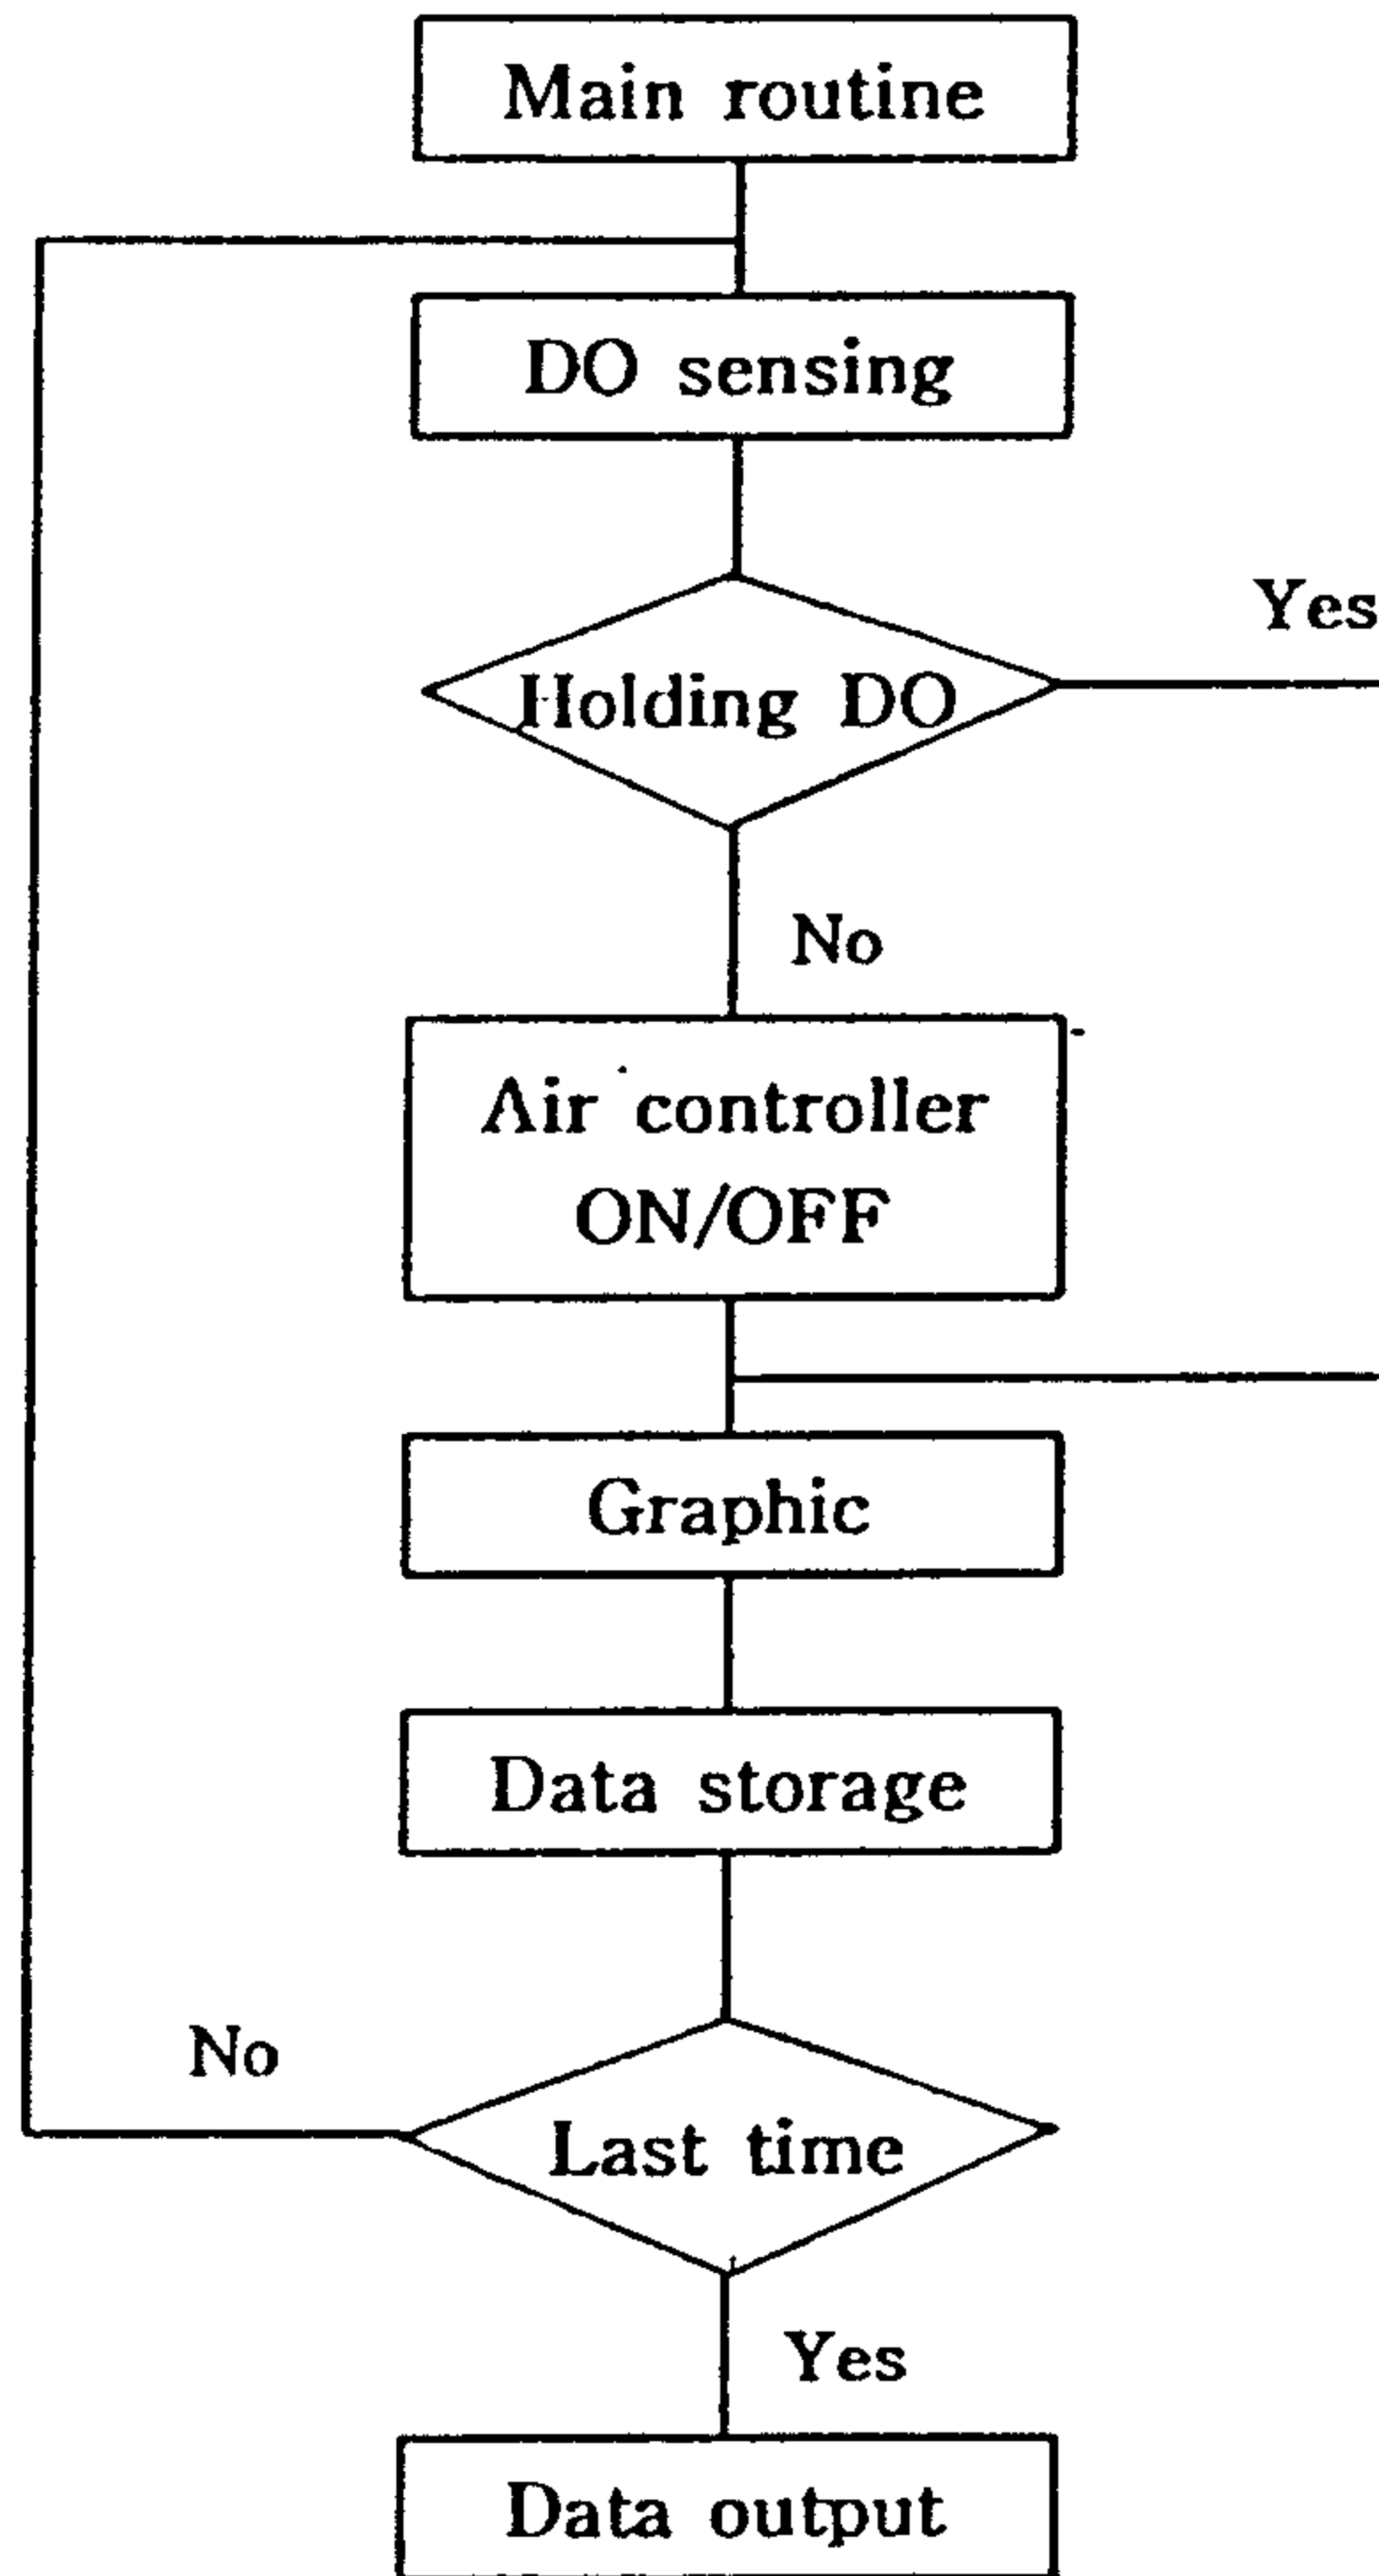 Main routine
DO sensing
Yes
Holding DO
No
Air controller
ON/OFF
Graphic
Data storage
No
Last time
Yes
Data output